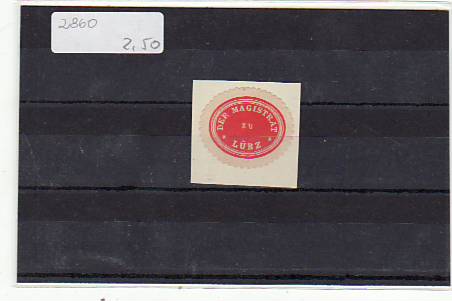 2860
2,50
DER MAGISTRAT
ZU
* LÜBZ *